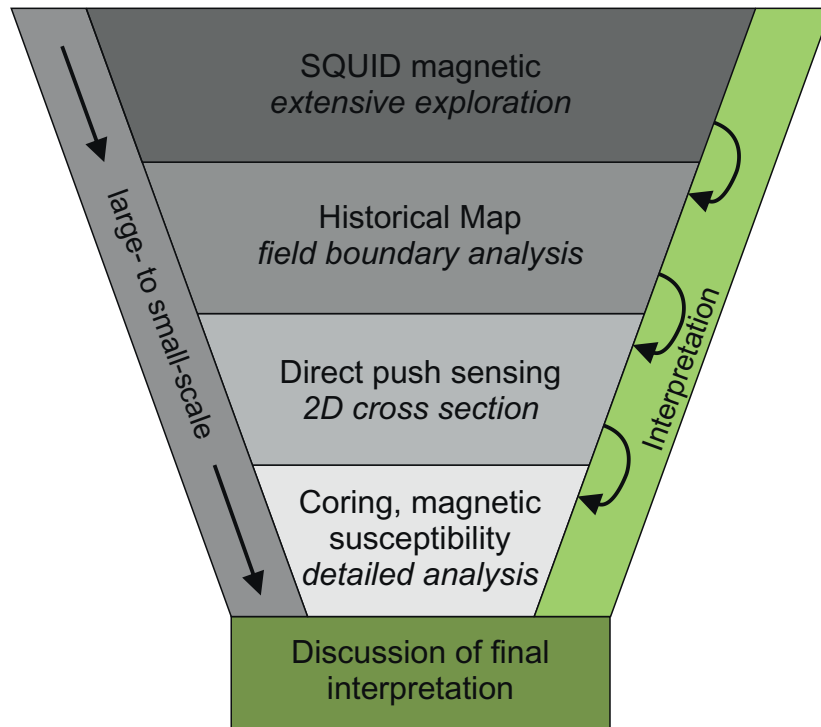 SQUID magnetic
extensive exploration
Historical Map
field boundary analysis
Direct push sensing
2D cross section
Coring, magnetic
susceptibility
detailed analysis
large- to small-scale
Interpretation
Discussion of final
interpretation